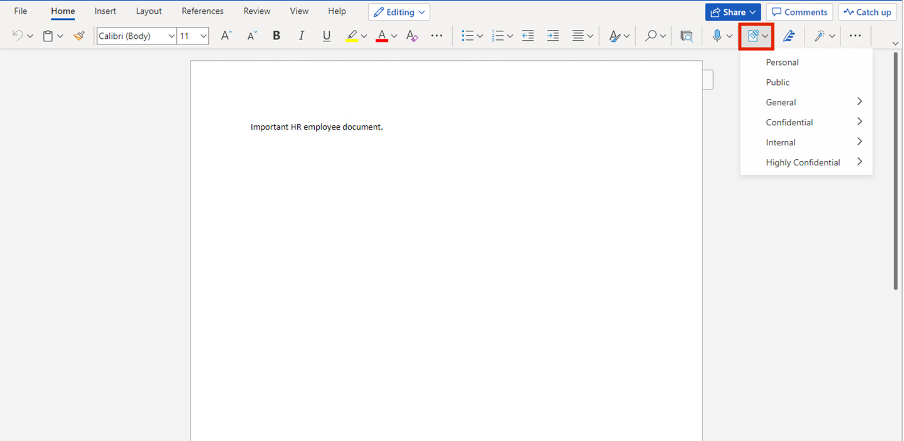 File Home Insert Layout References Review View Help Editing Share Comments Catch up
Calibri (Body) 11 A A B I U A A
Personal
Public
General
Confidential
Internal
Highly Confidential
Important HR employee document.